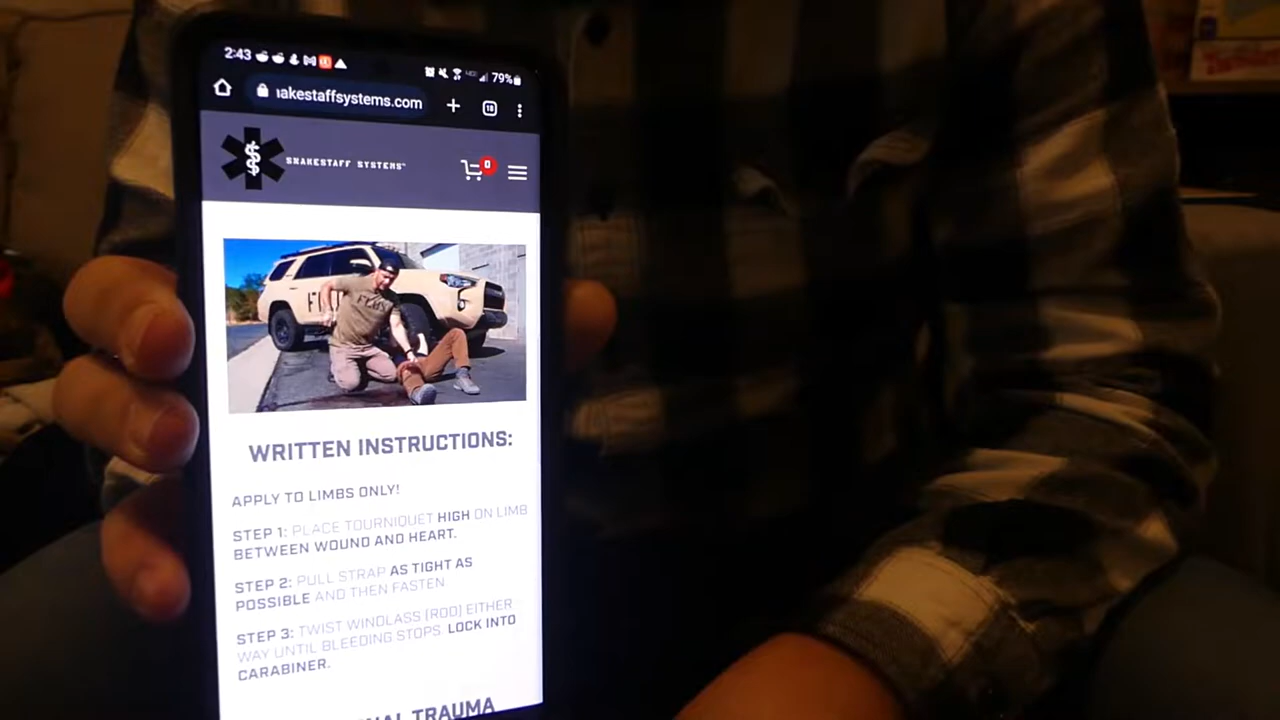 2:43
79%
akestaffsystems.com
18
SNAKESTAFF SYSTEMS
0
WRITTEN INSTRUCTIONS:
APPLY TO LIMBS ONLY!
STEP 1: PLACE TOURNIQUET HIGH ON LIMB
BETWEEN WOUND AND HEART.
STEP 2: PULL STRAP AS TIGHT AS
POSSIBLE AND THEN FASTEN
STEP 3: TWIST WINDLASS (ROD) EITHER
WAY UNTIL BLEEDING STOPS. LOCK INTO
CARABINER.
TRAUMA